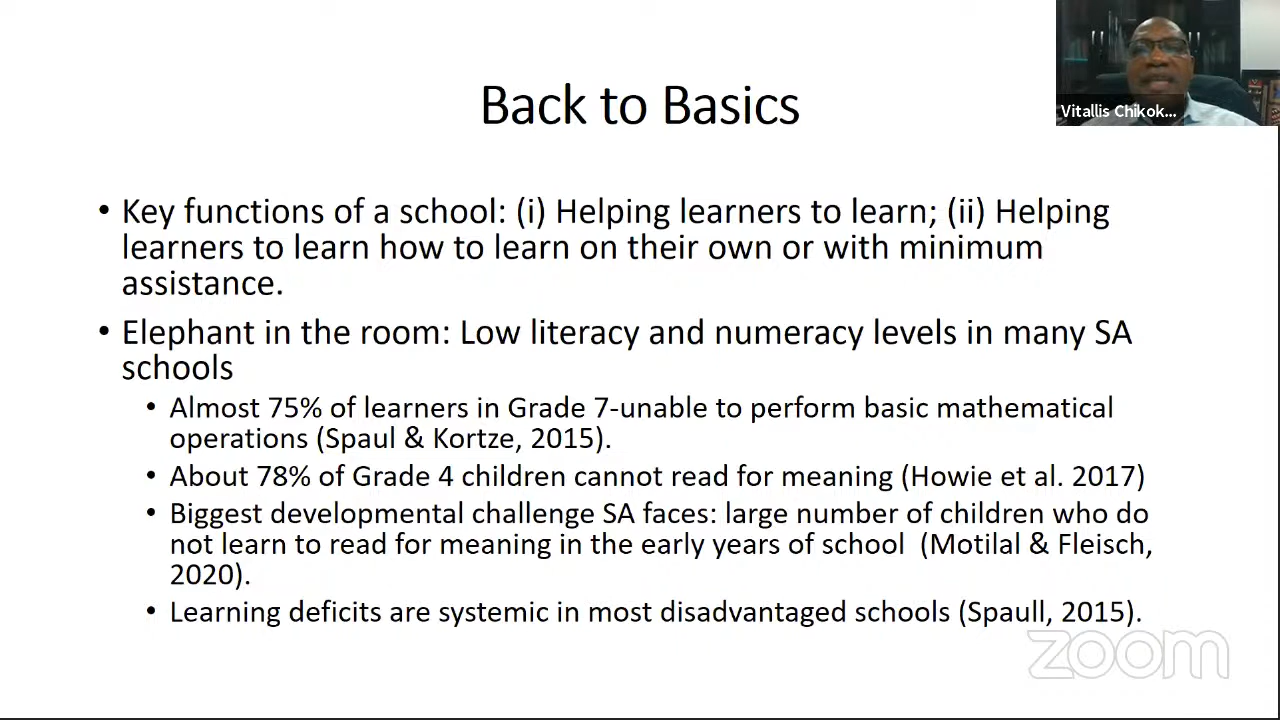 Back to Basics
Vitallis Chikok...
• Key functions of a school: (i) Helping learners to learn; (ii) Helping
learners to learn how to learn on their own or with minimum
assistance.
• Elephant in the room: Low literacy and numeracy levels in many SA
schools
• Almost 75% of learners in Grade 7-unable to perform basic mathematical
operations (Spaul & Kortze, 2015).
• About 78% of Grade 4 children cannot read for meaning (Howie et al. 2017)
• Biggest developmental challenge SA faces: large number of children who do
not learn to read for meaning in the early years of school (Motilal & Fleisch,
2020).
• Learning deficits are systemic in most disadvantaged schools (Spaull, 2015).
zoom